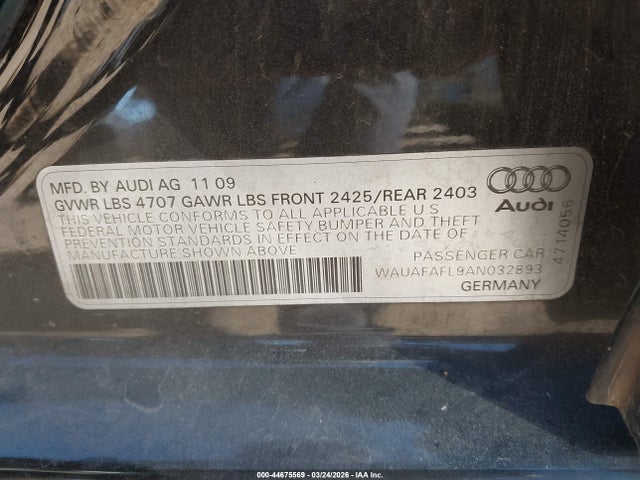 MFD. BY AUDI AG 11 09
GVWR LBS 4707 GAWR LBS FRONT 2425/REAR 2403
THIS VEHICLE CONFORMS TO ALL APPLICABLE U S
FEDERAL MOTOR VEHICLE SAFETY BUMPER AND THEFT
PREVENTION STANDARDS IN EFFECT ON THE DATE OF
MANUFACTURE SHOWN ABOVE
Audi
4714056
PASSENGER CAR
WAUAFAFL9AN032893
GERMANY
000-44675569 | 03/24/2026 - IAA Inc.